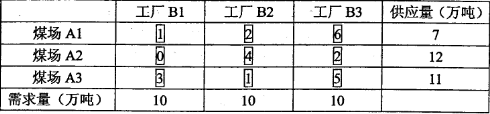 工厂 B1 工厂 B2 工厂 B3 供应量（万吨）
煤场 A1 1 2 6 7
煤场 A2 0 4 2 12
煤场 A3 3 1 5 11
需求量（万吨） 10 10 10